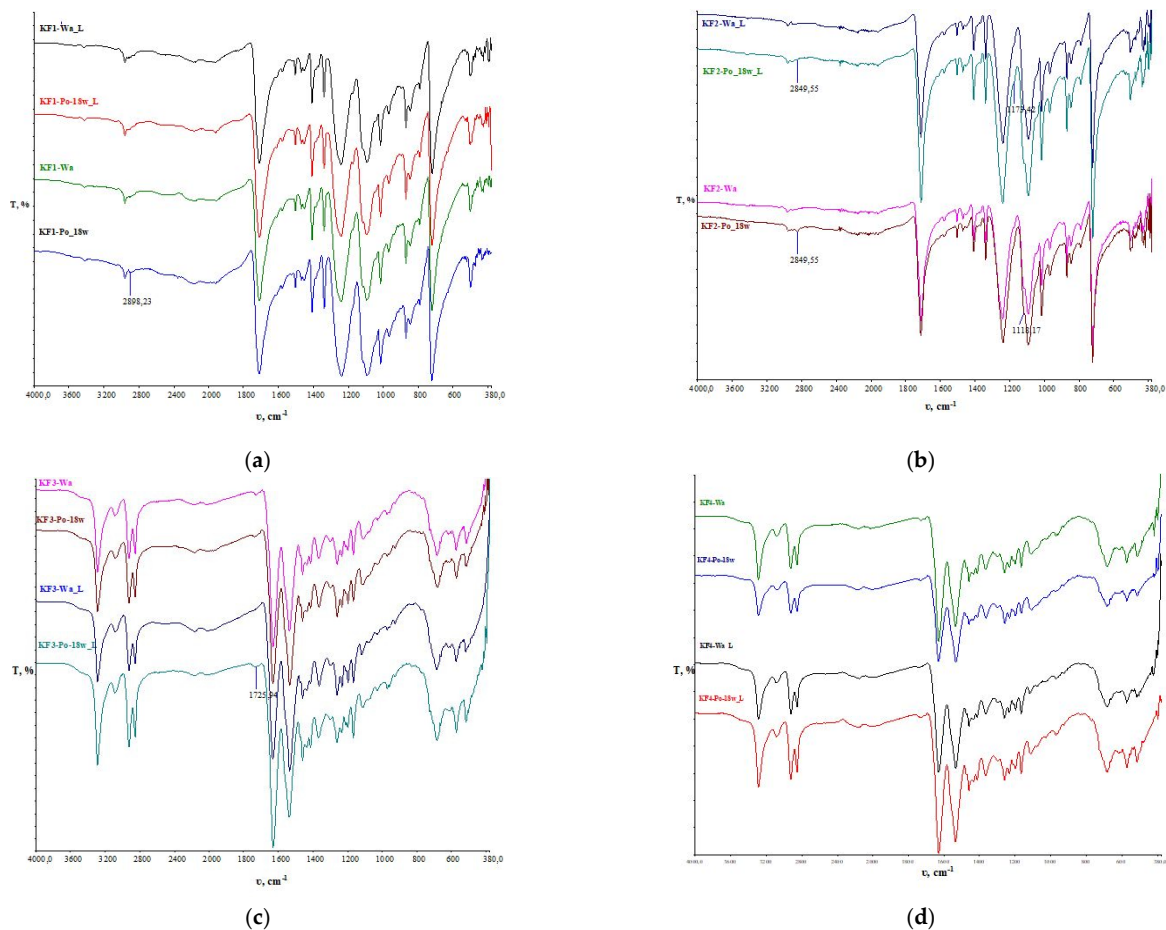 KF1-Wa_L
KF1-Po-18w_L
KF1-Wa
T, %
KF1-Po_18w
2898,23
4000,0 3600 3200 2800 2400 2000 1800 1600 1400 1200 1000 800 600 380,0
υ, cm-1
(a)
KF2-Wa_L
KF2-Po_18w_L
2849,55
1173,42
KF2-Wa
T, %
KF2-Po_18w
2849,55
1118,17
4000,0 3600 3200 2800 2400 2000 1800 1600 1400 1200 1000 800 600 380,0
υ, cm-1
(b)
KF3-Wa
KF3-Po-18w
KF3-Wa_L
KF3-Po-18w_L
T, %
1725,94
4000,0 3600 3200 2800 2400 2000 1800 1600 1400 1200 1000 800 600 380,0
υ, cm-1
(c)
KF4-Wa
KF4-Po-18w
KF4-Wa L
T, %
KF4-Po-18w_L
υ, cm-1
(d)